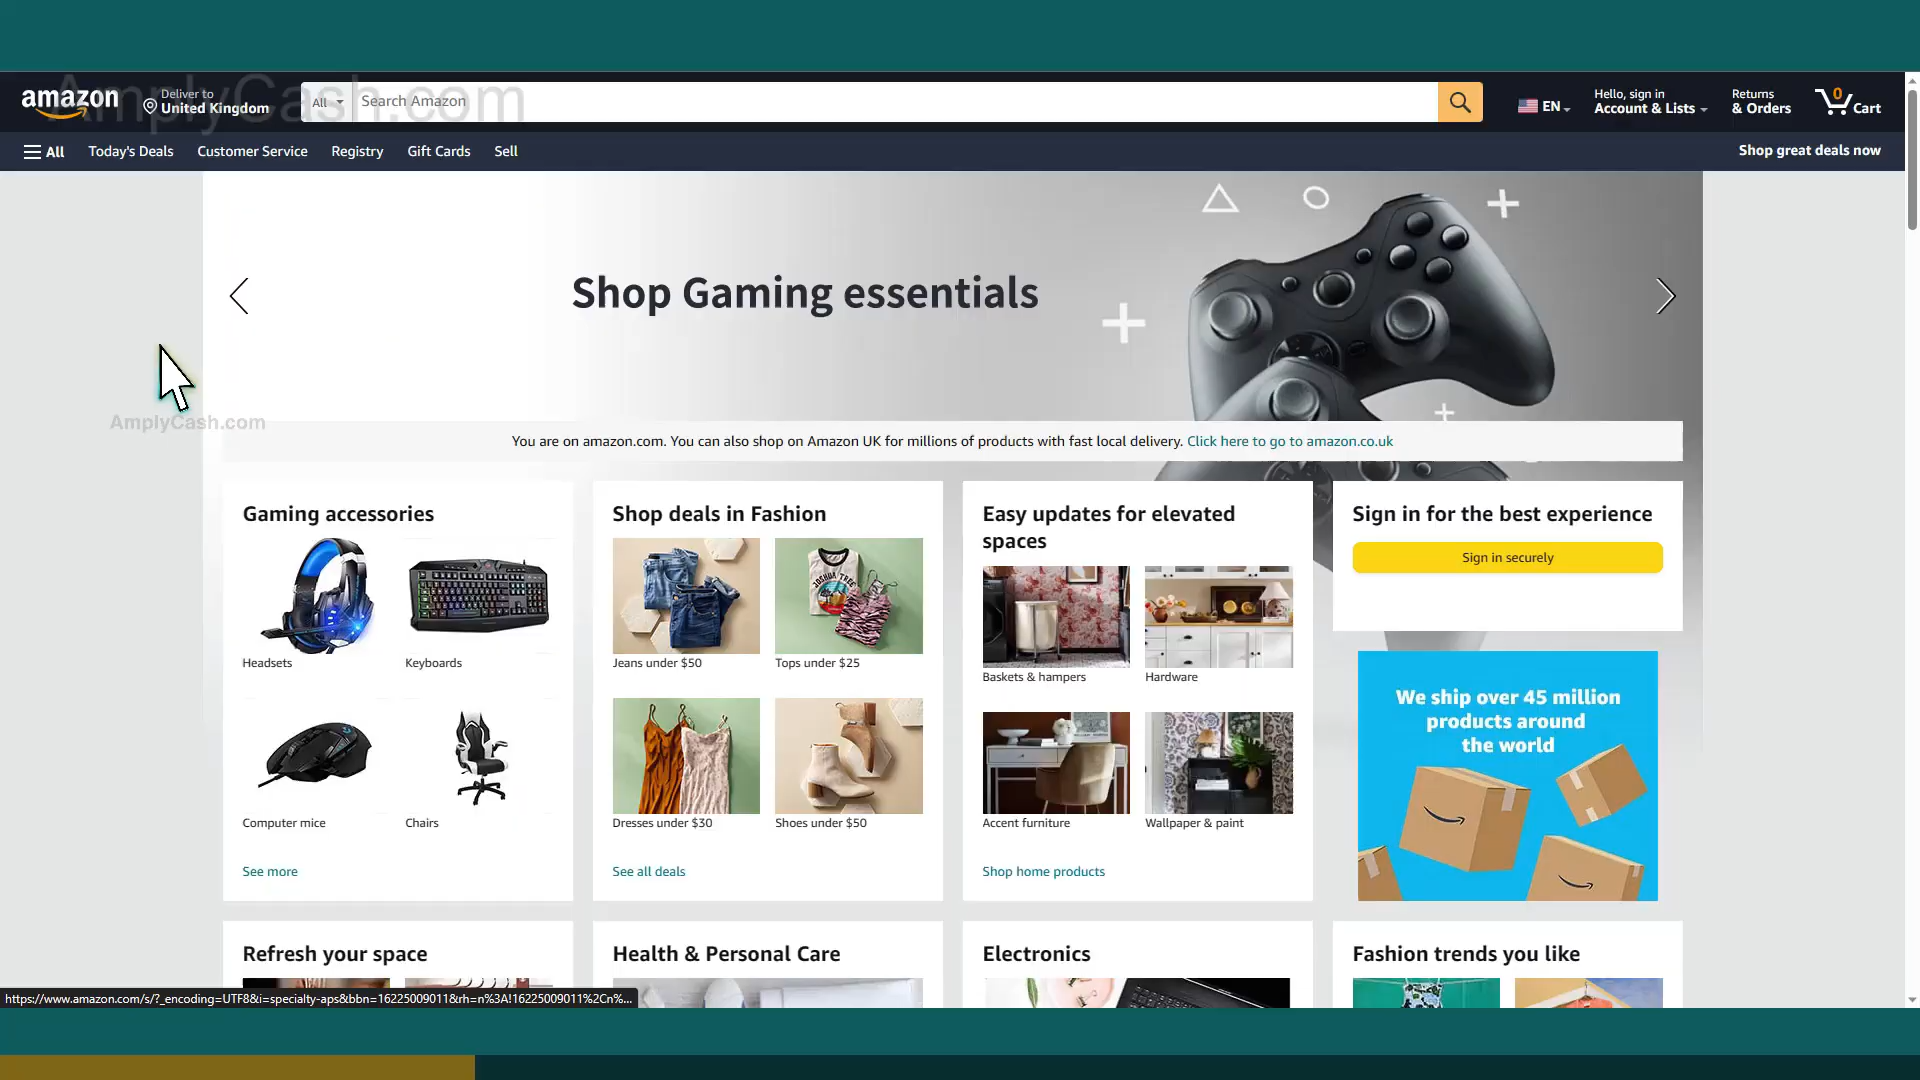 AmplyCash.com
amazon
Deliver to
United Kingdom
All
Search Amazon
EN
Hello, sign in
Account & Lists
Returns
& Orders
0
Cart
All
Today's Deals
Customer Service
Registry
Gift Cards
Sell
Shop great deals now
Shop Gaming essentials
AmplyCash.com
You are on amazon.com. You can also shop on Amazon UK for millions of products with fast local delivery. Click here to go to amazon.co.uk
Gaming accessories
Headsets
Keyboards
Computer mice
Chairs
See more
Shop deals in Fashion
JOSHUA TREE
Jeans under $50
Tops under $25
Dresses under $30
Shoes under $50
See all deals
Easy updates for elevated
spaces
Baskets & hampers
Hardware
Accent furniture
Wallpaper & paint
Shop home products
Sign in for the best experience
Sign in securely
We ship over 45 million
products around
the world
Refresh your space
Health & Personal Care
Electronics
Fashion trends you like
https://www.amazon.com/s/?_encoding=UTF8&i=specialty-aps&bbn=16225009011&rh=n%3A!16225009011%2Cn%...